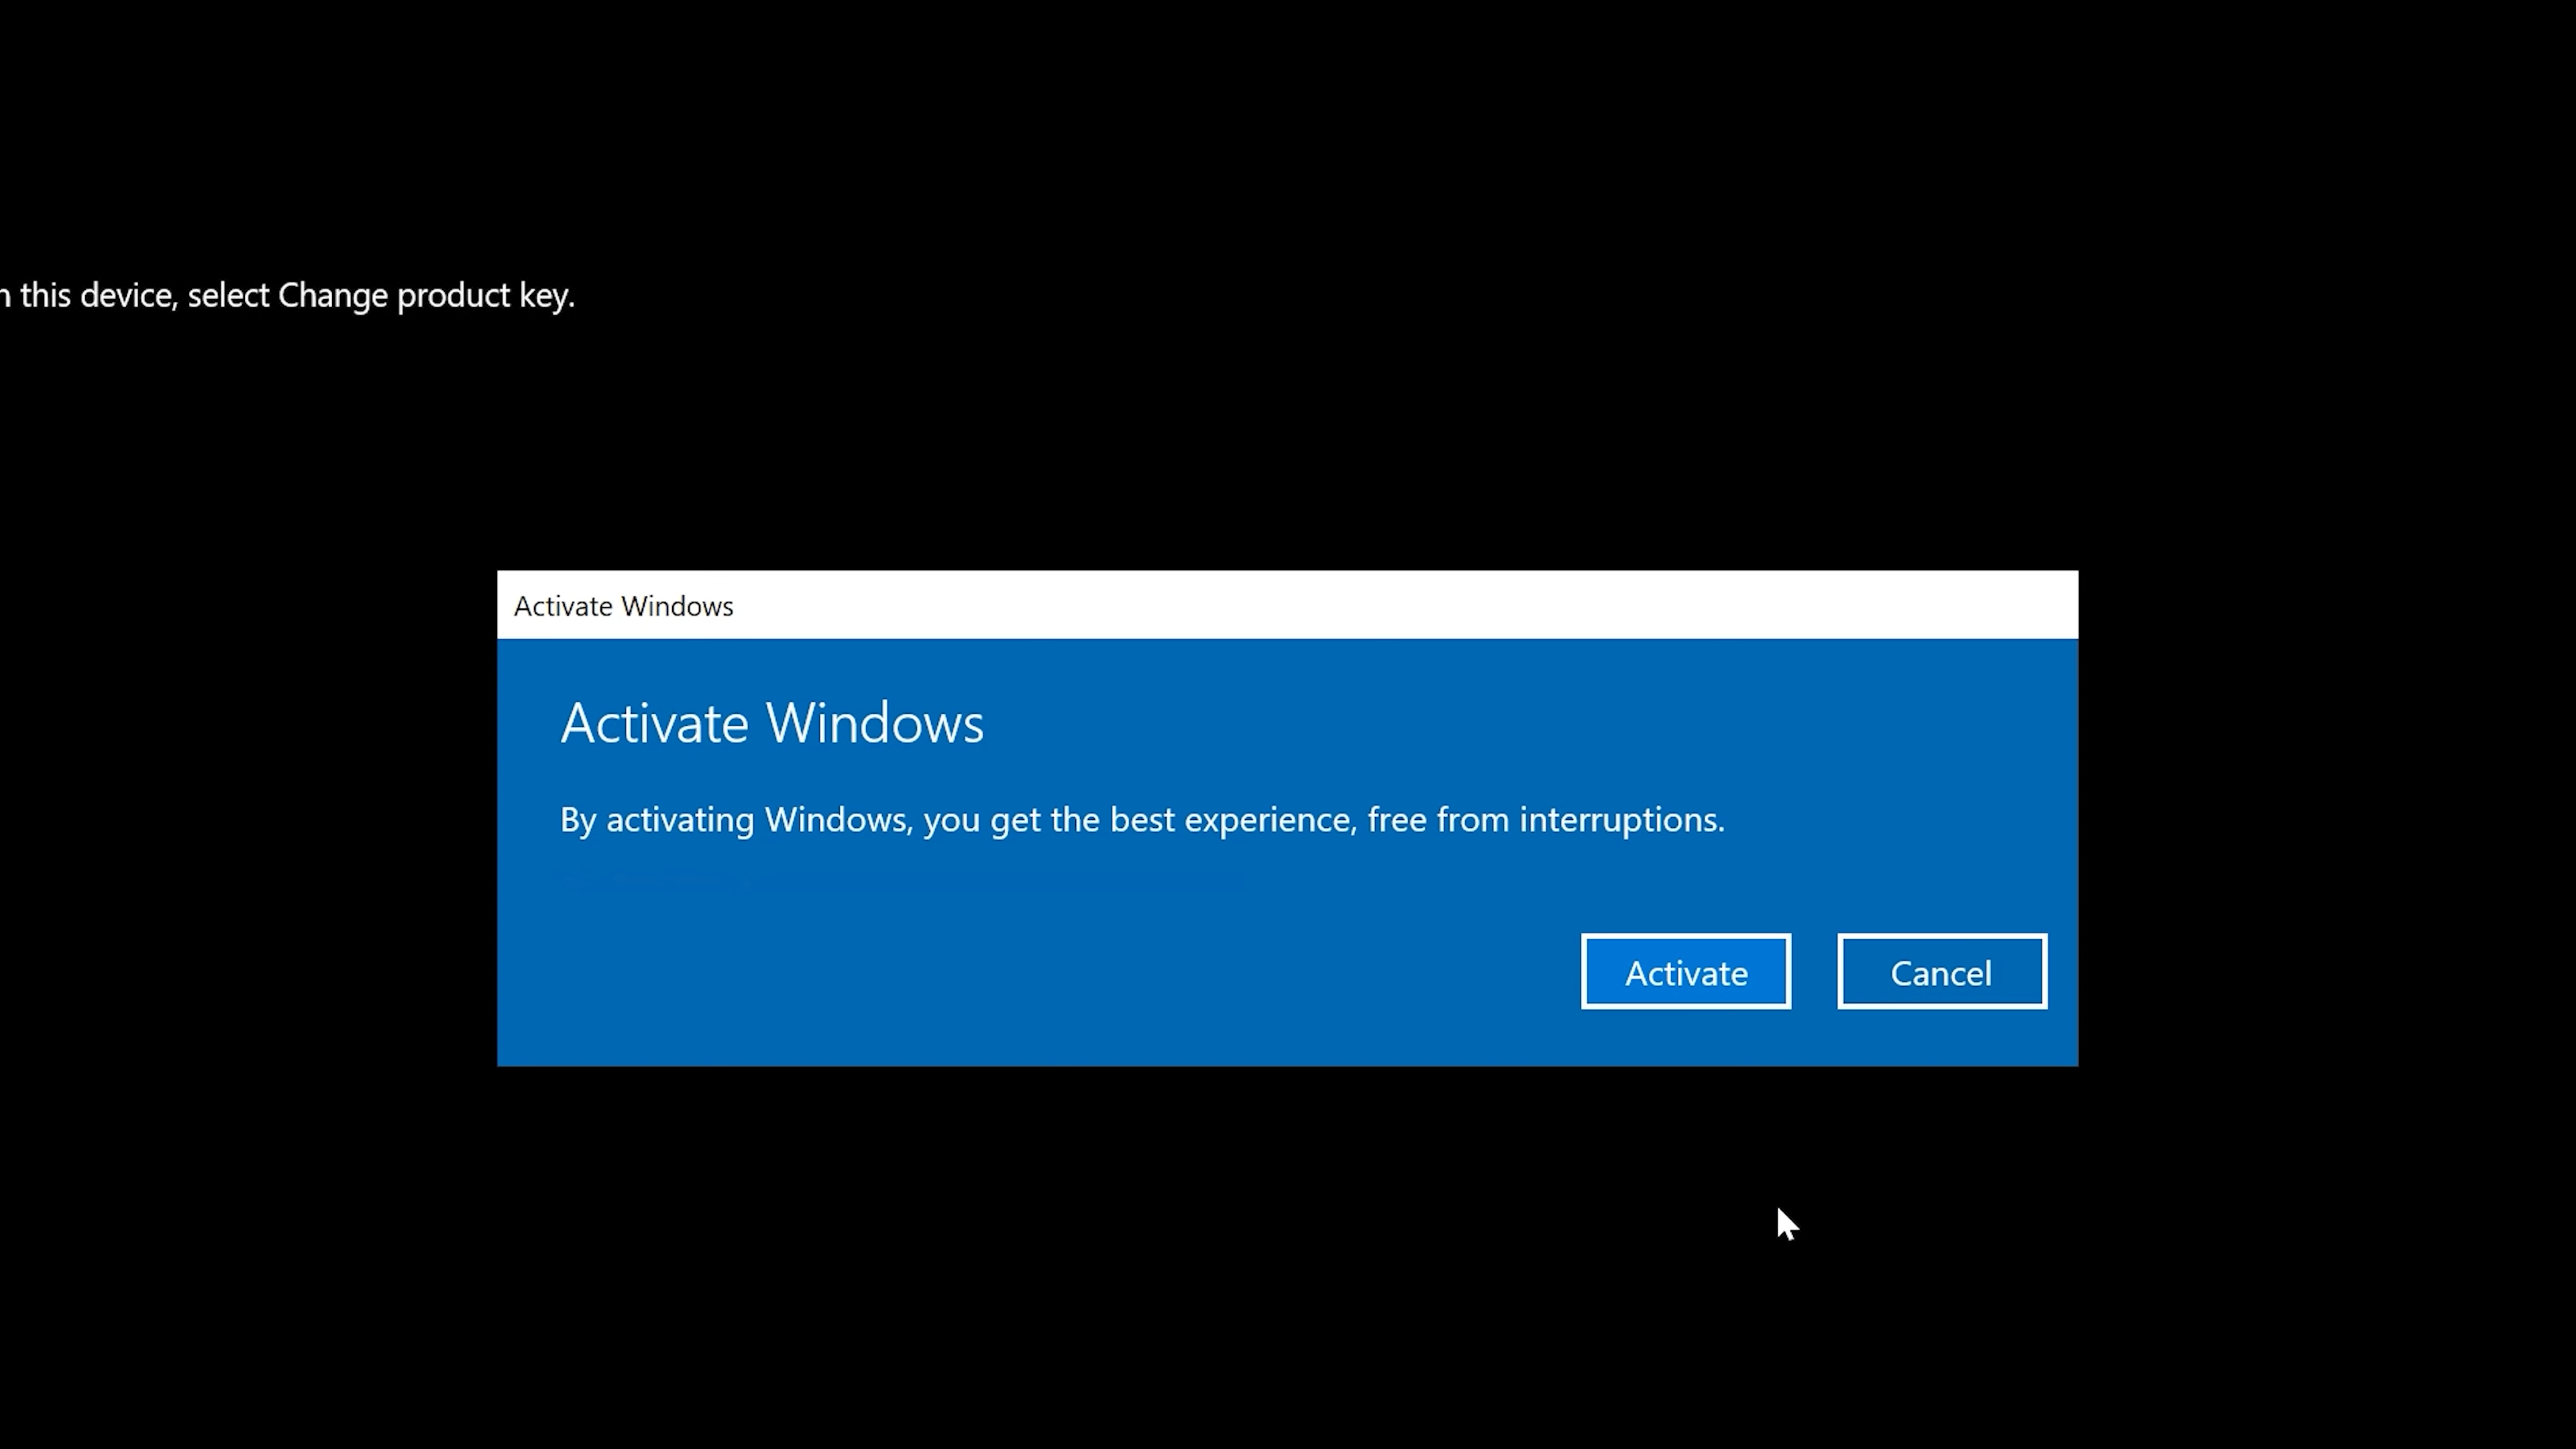 this device, select Change product key.
Activate Windows
Activate Windows
By activating Windows, you get the best experience, free from interruptions.
Activate
Cancel